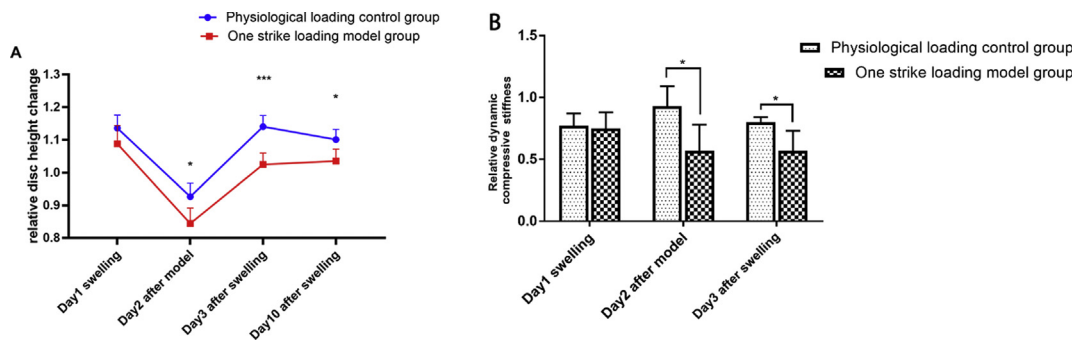 Physiological loading control group
One strike loading model group
A
relative disc height change
1.3
1.2
1.1
1.0
0.9
0.8
*
***
*
Day1 swelling
Day2 after model
Day3 after swelling
Day10 after swelling
B
Relative dynamic
compressive stiffness
1.5
1.0
0.5
0.0
*
*
Day1 swelling
Day2 after model
Day3 after swelling
Physiological loading control group
One strike loading model group